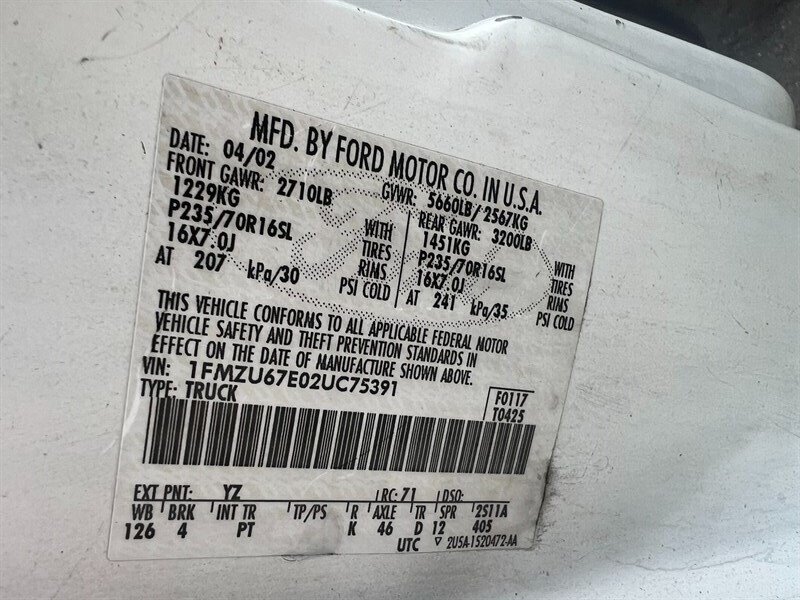 MFD. BY FORD MOTOR CO. IN U.S.A.
DATE: 04/02 GVWR: 5660LB/2567KG
FRONT GAWR: 2710LB REAR GAWR: 3200LB
1229KG WITH 1451KG WITH
P235/70R16SL TIRES P235/70R16SL TIRES
16X7.0J RIMS 16X7.0J RIMS
AT 207 kPa/30 PSI COLD AT 241 kPa/35 PSI COLD
THIS VEHICLE CONFORMS TO ALL APPLICABLE FEDERAL MOTOR
VEHICLE SAFETY AND THEFT PREVENTION STANDARDS IN
EFFECT ON THE DATE OF MANUFACTURE SHOWN ABOVE.
VIN: 1FMZU67E02UC75391
TYPE: TRUCK F0117
T0425
EXT PNT: YZ RC: 71 DSO:
WB BRK INT TR TP/PS R AXLE TR SPR 2S11A
126 4 PT K 46 D 12 405
UTC ▽ 2U5A-1520472-AA